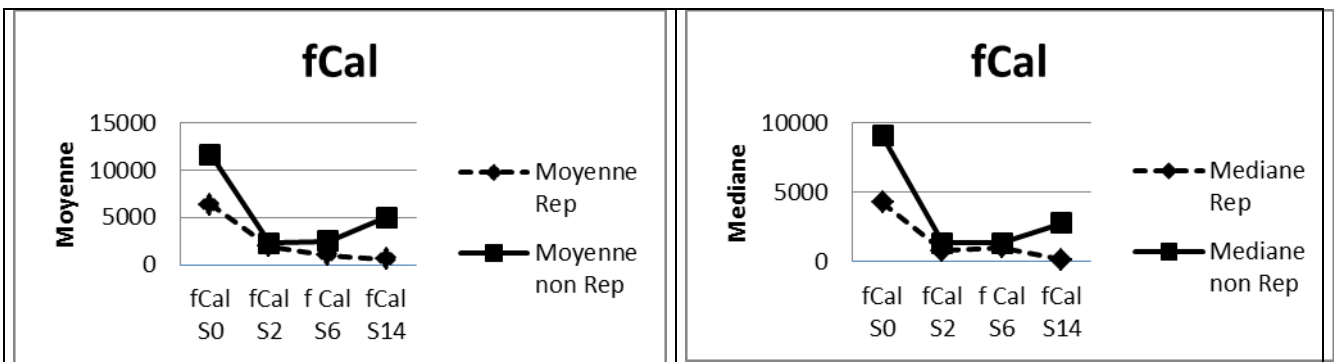 fCal
15000
10000
5000
0
Moyenne
fCal fCal f Cal fCal
S0 S2 S6 S14
Moyenne
Rep
Moyenne
non Rep
fCal
10000
5000
0
Mediane
fCal fCal f Cal fCal
S0 S2 S6 S14
Mediane
Rep
Mediane
non Rep